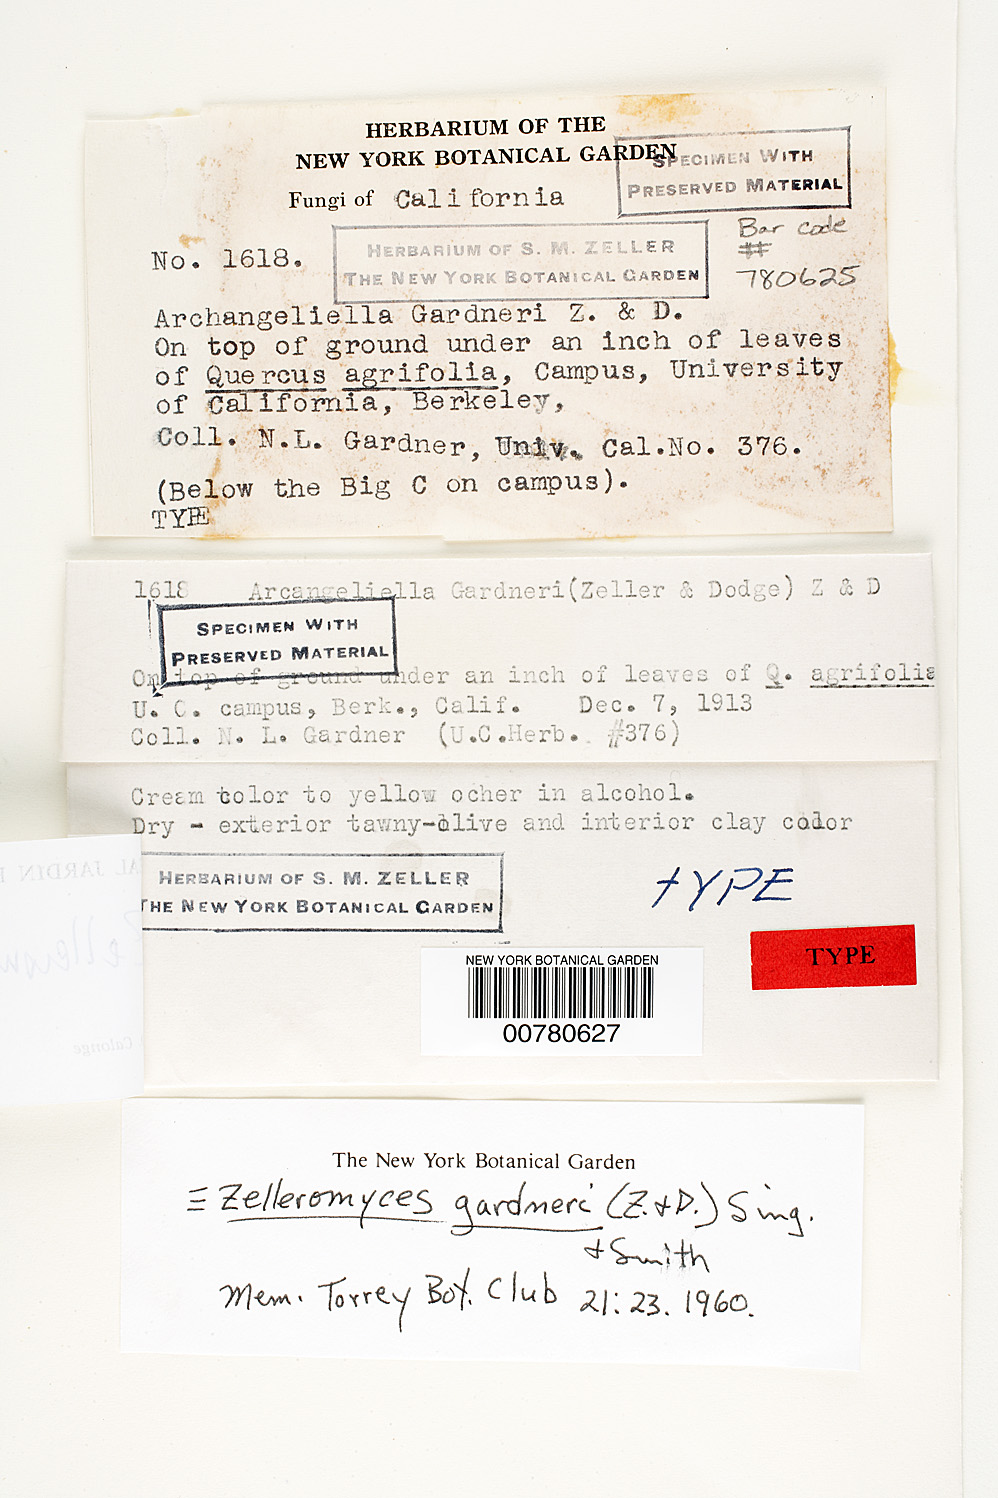 HERBARIUM OF THE
NEW YORK BOTANICAL GARDEN
SPECIMEN WITH
PRESERVED MATERIAL
Fungi of California
Bar code
#
780625
No. 1618.
HERBARIUM OF S. M. ZELLER
THE NEW YORK BOTANICAL GARDEN
Archangeliella Gardneri Z. & D.
On top of ground under an inch of leaves
of Quercus agrifolia, Campus, University
of California, Berkeley,
Coll. N.L. Gardner, Univ. Cal.No. 376.
(Below the Big C on campus).
TYPE
1618 Arcangeliella Gardneri(Zeller & Dodge) Z & D
SPECIMEN WITH
PRESERVED MATERIAL
On top of ground under an inch of leaves of Q. agrifolia
U. C. campus, Berk., Calif. Dec. 7, 1913
Coll. N. L. Gardner (U.C.Herb. #376)
Cream color to yellow ocher in alcohol.
Dry - exterior tawny-olive and interior clay color
HERBARIUM OF S. M. ZELLER
THE NEW YORK BOTANICAL GARDEN
TYPE
TYPE
NEW YORK BOTANICAL GARDEN
00780627
The New York Botanical Garden
≡ Zelleromyces gardneri (Z. & D.) Sing.
& Smith
Mem. Torrey Bot. Club 21: 23. 1960.